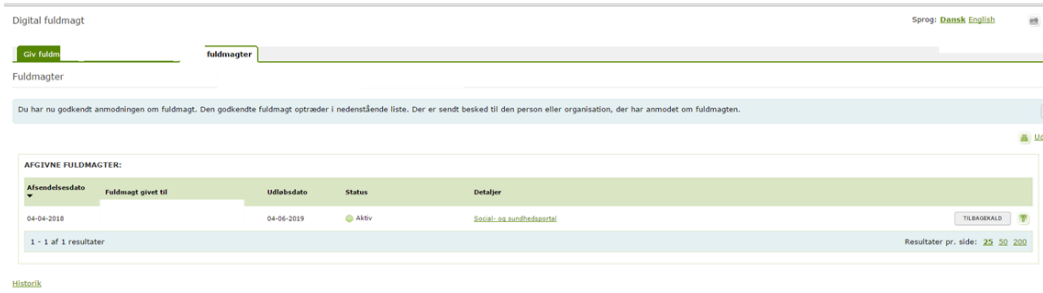 Digital fuldmagt
Sprog: Dansk English
Giv fuldm
fuldmagter
Fuldmagter
Du har nu godkendt anmodningen om fuldmagt. Den godkendte fuldmagt optræder i nedenstående liste. Der er sendt besked til den person eller organisation, der har anmodet om fuldmagten.
Ud
AFGIVNE FULDMAGTER:
Afsendelsesdato Fuldmagt givet til Udløbsdato Status Detaljer
04-04-2018 04-06-2019 Aktiv Social- og sundhedsportal TILBAGEKALD
1 - 1 af 1 resultater Resultater pr. side: 25 50 200
Historik